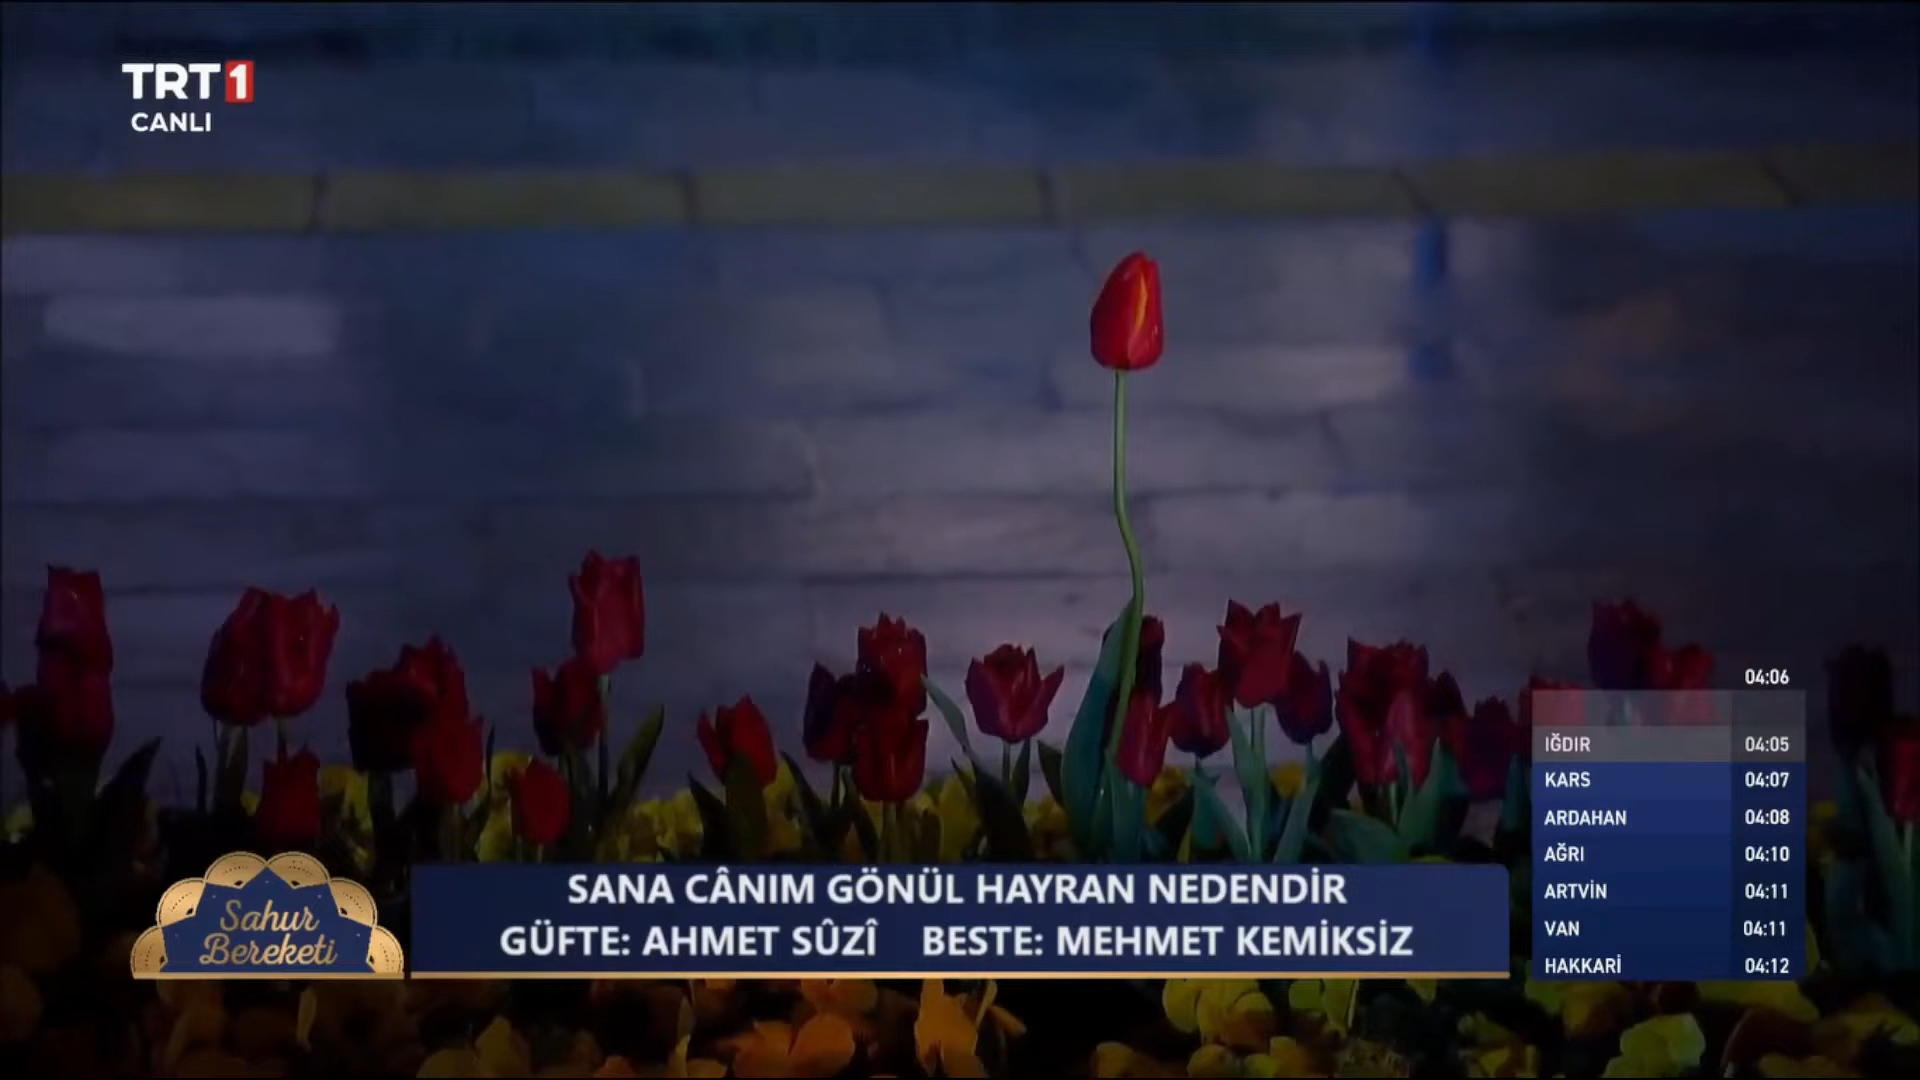 TRT 1
CANLI
04:06
IĞDIR 04:05
KARS 04:07
ARDAHAN 04:08
AĞRI 04:10
ARTVİN 04:11
VAN 04:11
HAKKARİ 04:12
Sahur
Bereketi
SANA CÂNIM GÖNÜL HAYRAN NEDENDİR
GÜFTE: AHMET SÛZÎ BESTE: MEHMET KEMİKSİZ